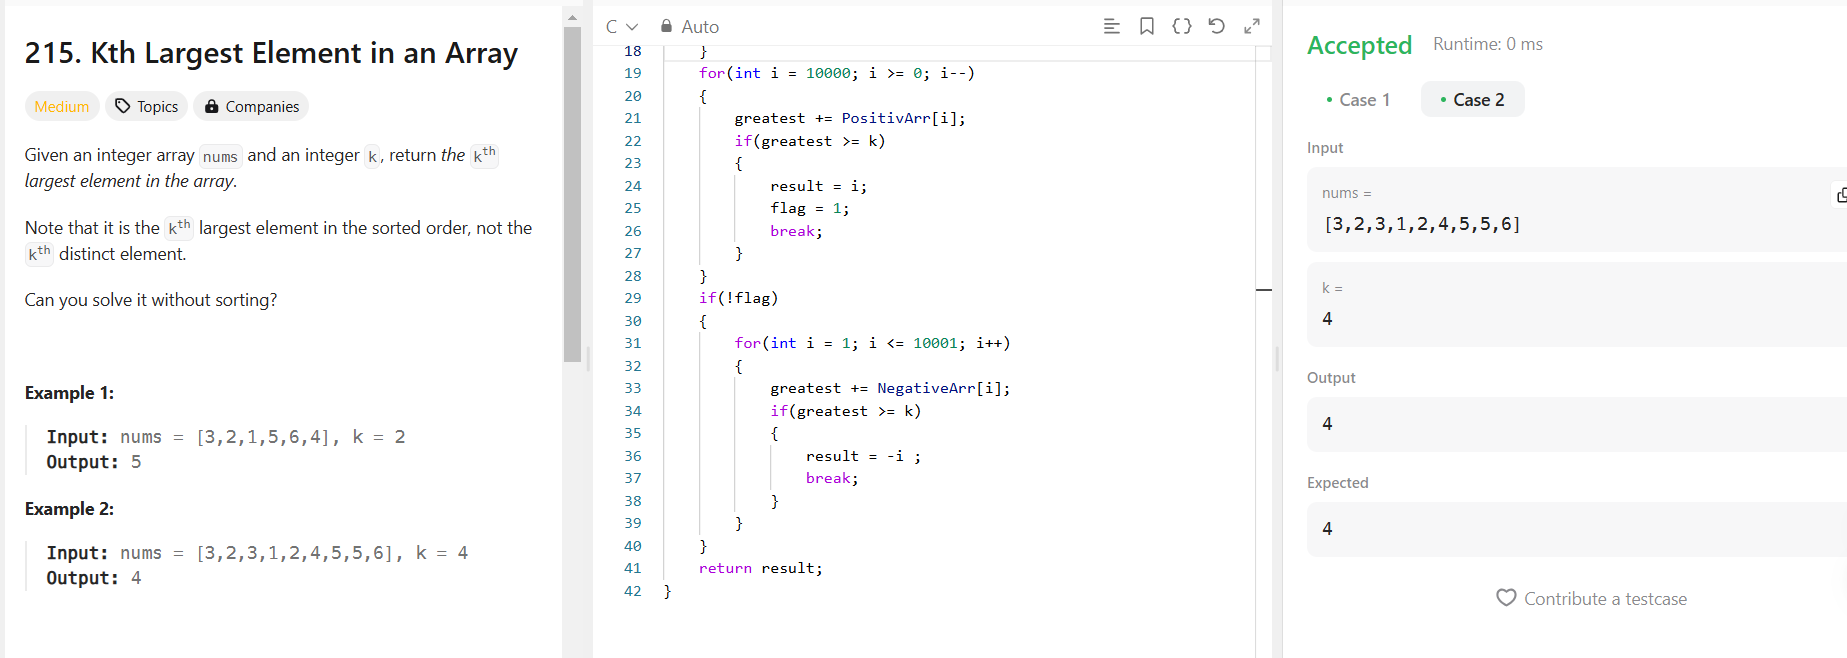 215. Kth Largest Element in an Array
Medium Topics Companies
Given an integer array nums and an integer k, return the kth
largest element in the array.
Note that it is the kth largest element in the sorted order, not the
kth distinct element.
Can you solve it without sorting?
Example 1:
Input: nums = [3,2,1,5,6,4], k = 2
Output: 5
Example 2:
Input: nums = [3,2,3,1,2,4,5,5,6], k = 4
Output: 4
C Auto
18 }
19 for(int i = 10000; i >= 0; i--)
20 {
21 greatest += PositivArr[i];
22 if(greatest >= k)
23 {
24 result = i;
25 flag = 1;
26 break;
27 }
28 }
29 if(!flag)
30 {
31 for(int i = 1; i <= 10001; i++)
32 {
33 greatest += NegativeArr[i];
34 if(greatest >= k)
35 {
36 result = -i ;
37 break;
38 }
39 }
40 }
41 return result;
42 }
Accepted Runtime: 0 ms
• Case 1 • Case 2
Input
nums =
[3,2,3,1,2,4,5,5,6]
k =
4
Output
4
Expected
4
Contribute a testcase